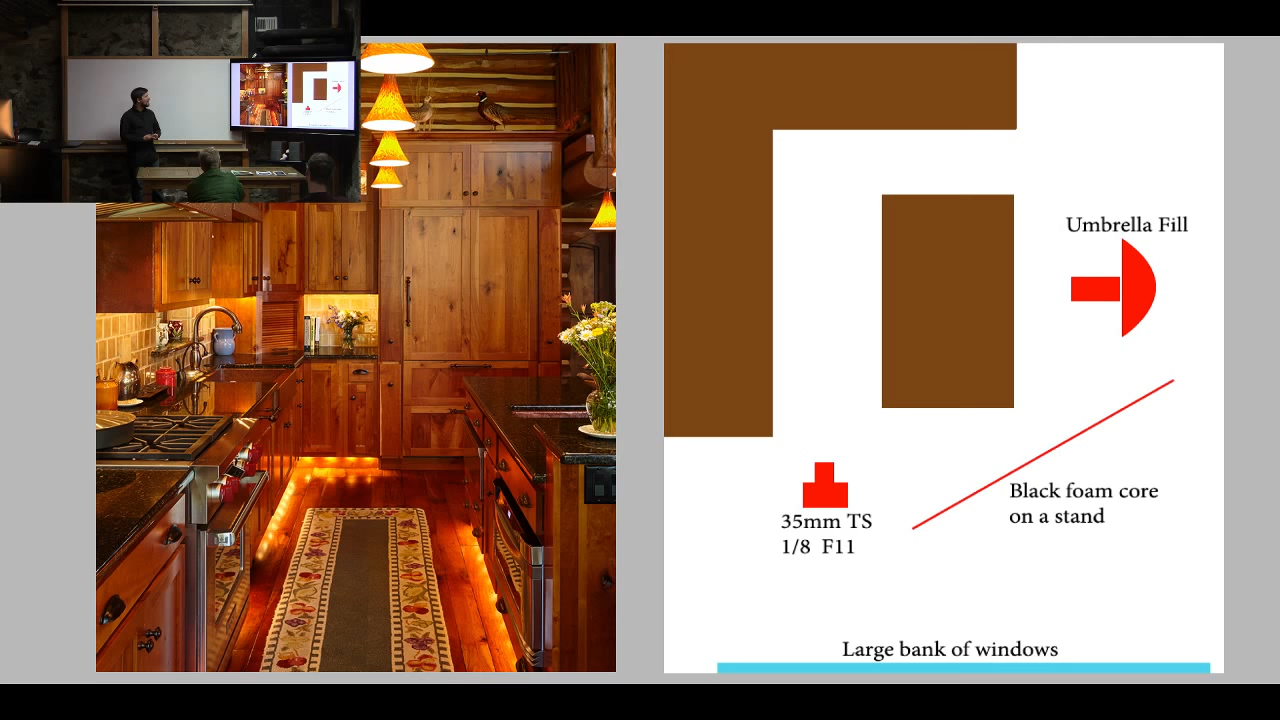 Umbrella Fill
Black foam core
on a stand
35mm TS
1/8 F11
Large bank of windows